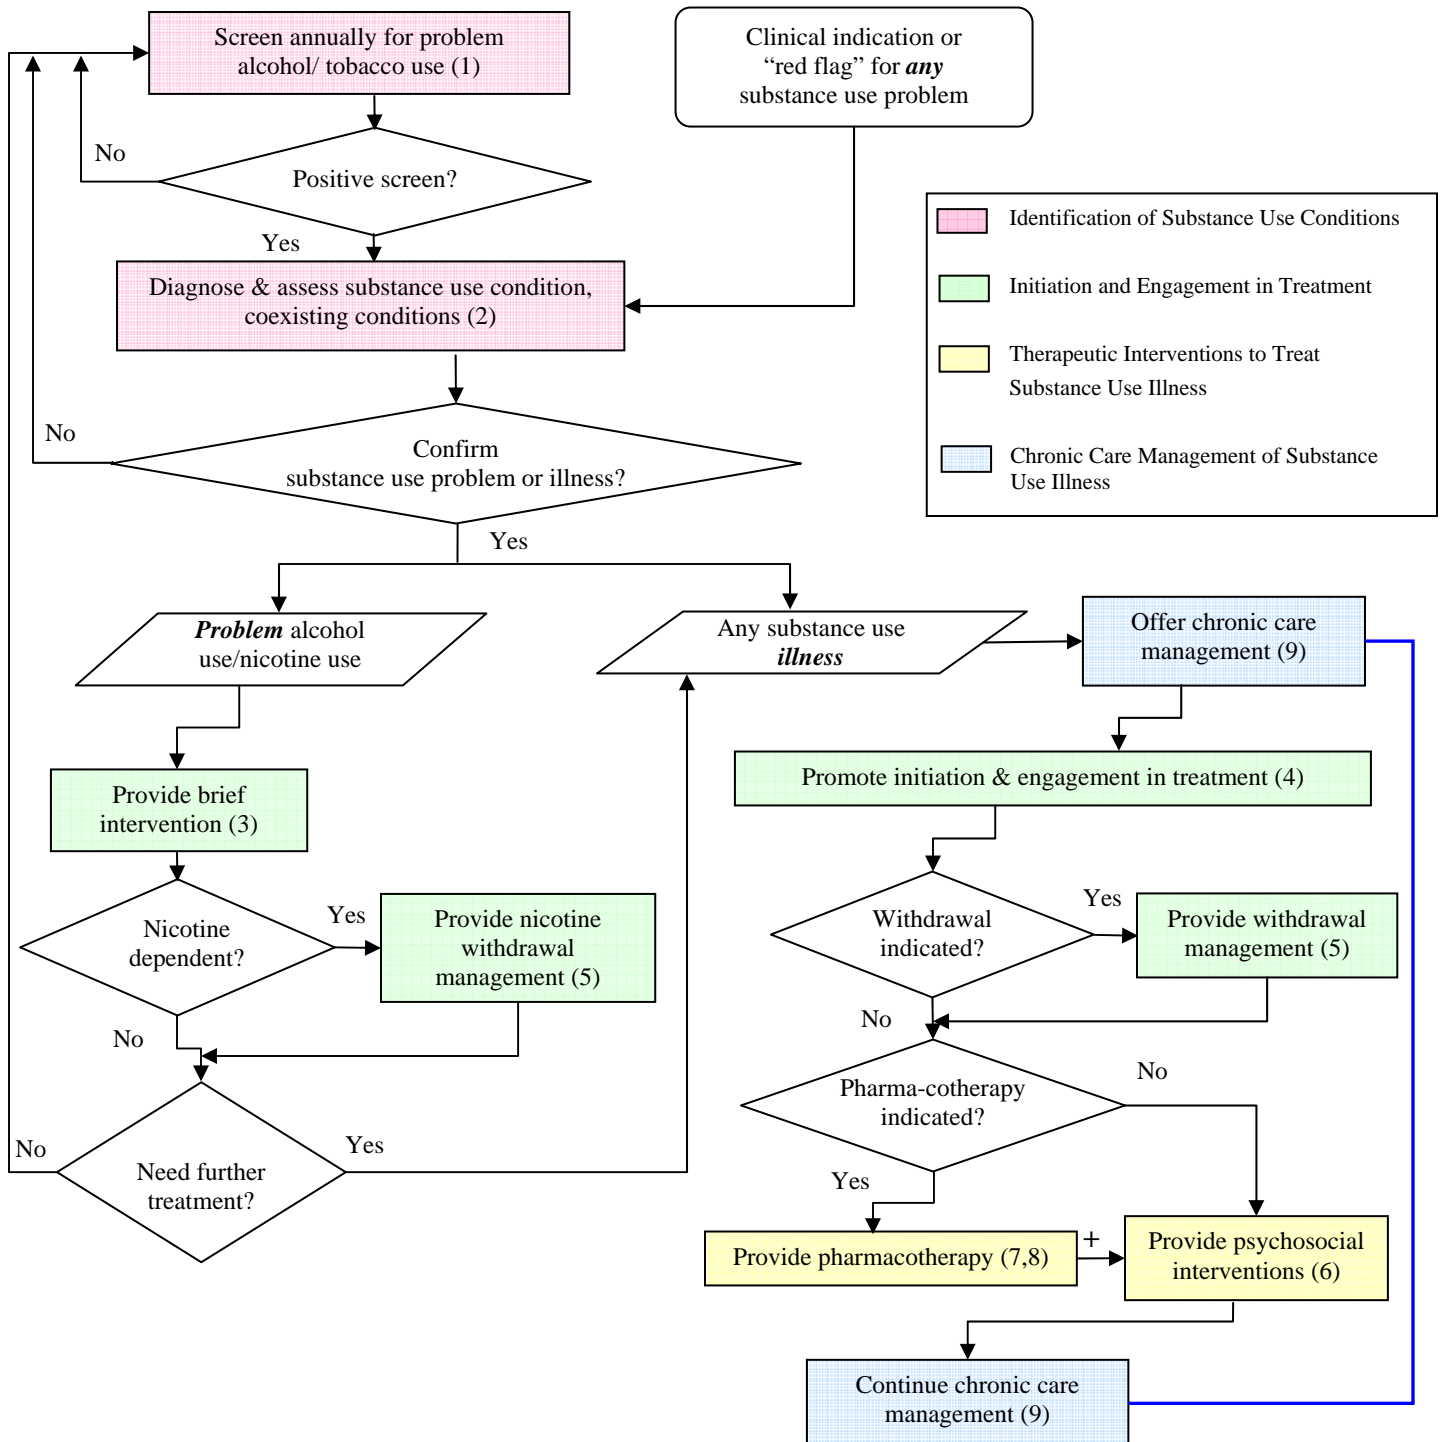 Screen annually for problem
alcohol/ tobacco use (1)
Clinical indication or
“red flag” for any
substance use problem
No
Positive screen?
Yes
Identification of Substance Use Conditions
Initiation and Engagement in Treatment
Therapeutic Interventions to Treat
Substance Use Illness
Chronic Care Management of Substance
Use Illness
Diagnose & assess substance use condition,
coexisting conditions (2)
No
Confirm
substance use problem or illness?
Yes
Problem alcohol
use/nicotine use
Any substance use
illness
Offer chronic care
management (9)
Provide brief
intervention (3)
Promote initiation & engagement in treatment (4)
Nicotine
dependent?
Yes
Provide nicotine
withdrawal
management (5)
No
Withdrawal
indicated?
Yes
Provide withdrawal
management (5)
No
Need further
treatment?
No
Yes
Pharma-cotherapy
indicated?
No
Yes
Provide pharmacotherapy (7,8)
+
Provide psychosocial
interventions (6)
Continue chronic care
management (9)